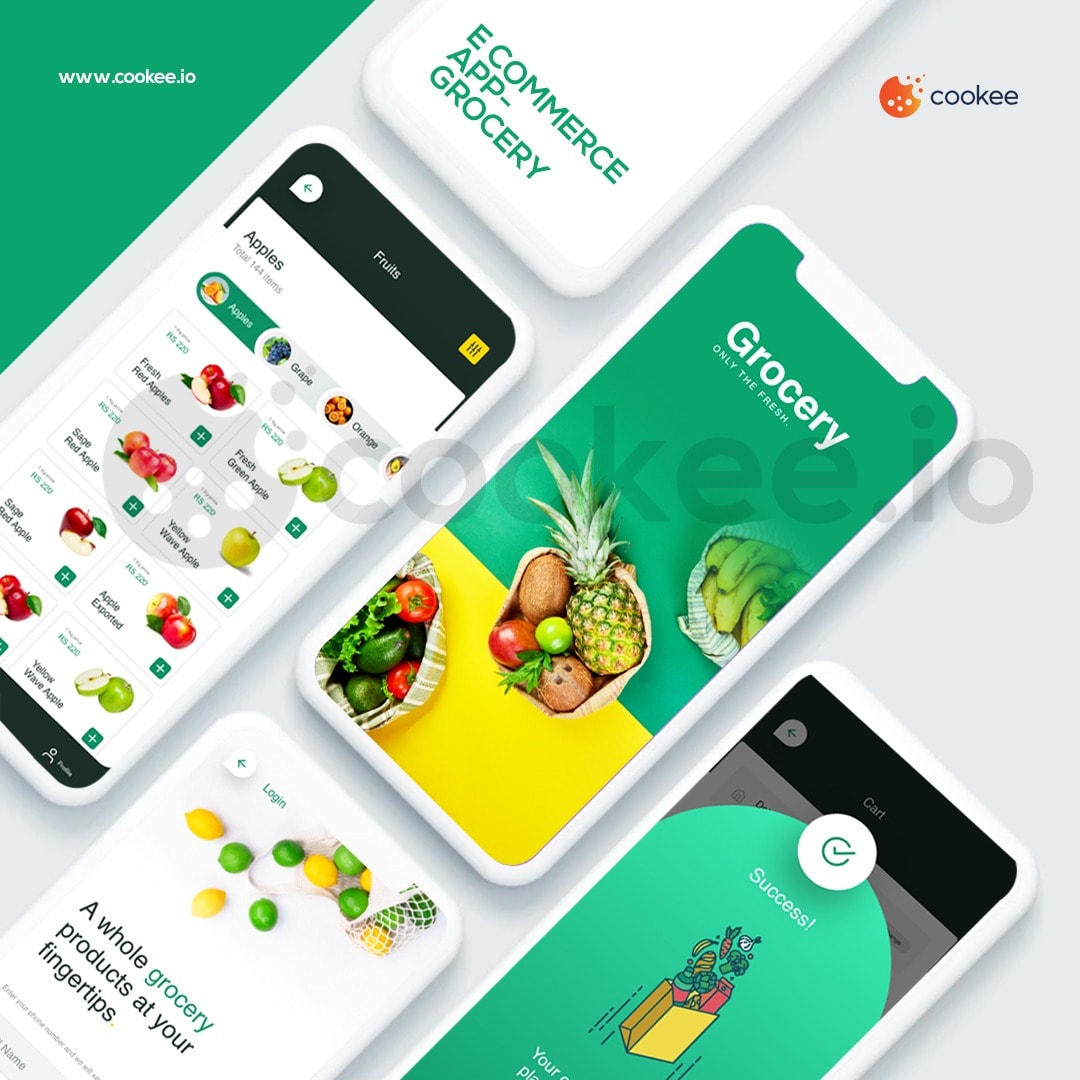 www.cookee.io
E COMMERCE
APP-
GROCERY
cookee
Fruits
Apples
Total 144 items
Apples
Grape
Orange
1 Kg price
RS 220
Fresh
Red Apples
1 Kg price
RS 220
Fresh
Green Apple
1 Kg price
RS 220
Sage
Red Apple
1 Kg price
RS 220
Yellow
Wave Apple
1 Kg price
RS 220
Sage
Red Apple
1 Kg price
RS 220
Apple
Exported
1 Kg price
RS 220
Yellow
Wave Apple
Profile
Grocery
ONLY THE FRESH.
cookee.io
Login
A whole grocery
products at your
fingertips.
Enter your phone number and we will
Name
Cart
Success!
Your